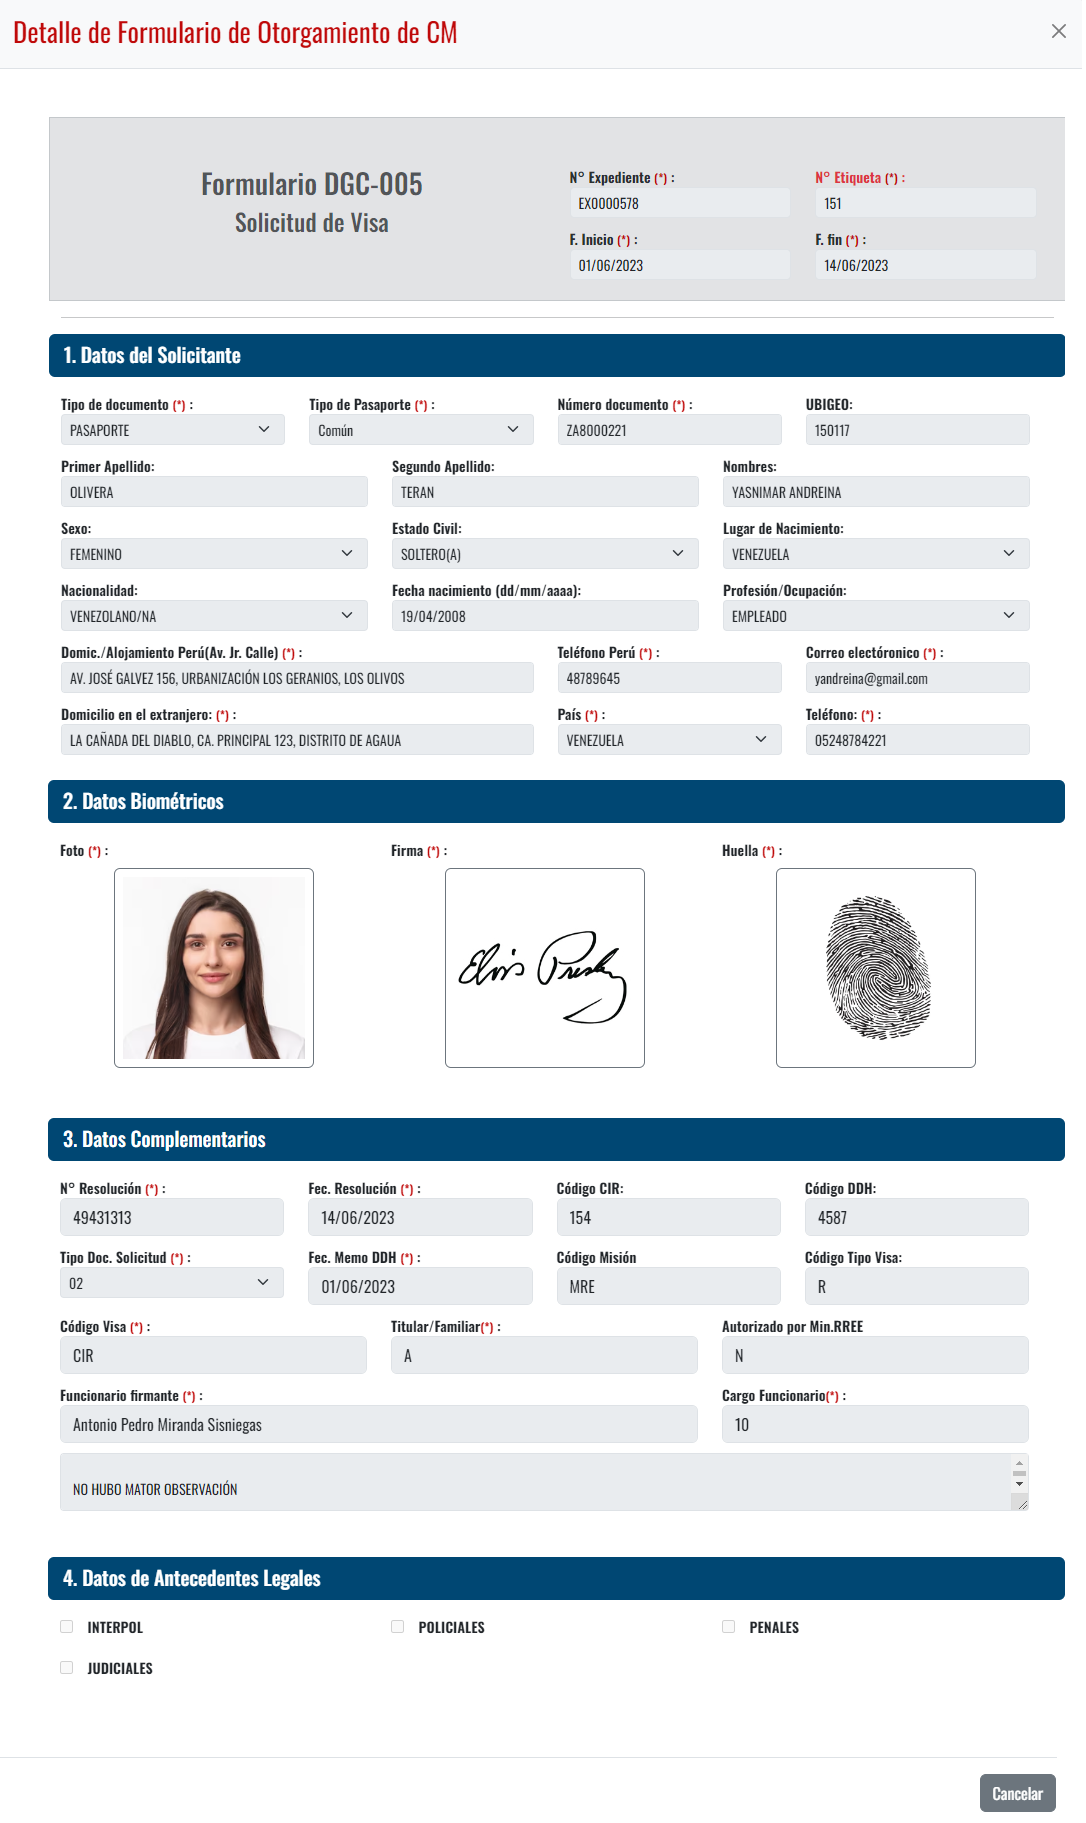 Detalle de Formulario de Otorgamiento de CM
Formulario DGC-005
Solicitud de Visa
N° Expediente (*) :
N° Etiqueta (*) :
EX0000578
151
F. Inicio (*) :
F. fin (*) :
01/06/2023
14/06/2023
1. Datos del Solicitante
Tipo de documento (*) :
Tipo de Pasaporte (*) :
Número documento (*) :
UBIGEO:
PASAPORTE
Común
ZA8000221
150117
Primer Apellido:
Segundo Apellido:
Nombres:
OLIVERA
TERAN
YASNIMAR ANDREINA
Sexo:
Estado Civil:
Lugar de Nacimiento:
FEMENINO
SOLTERO(A)
VENEZUELA
Nacionalidad:
Fecha nacimiento (dd/mm/aaaa):
Profesión/Ocupación:
VENEZOLANO/NA
19/04/2008
EMPLEADO
Domic./Alojamiento Perú(Av. Jr. Calle) (*) :
Teléfono Perú (*) :
Correo electóronico (*) :
AV. JOSÉ GALVEZ 156, URBANIZACIÓN LOS GERANIOS, LOS OLIVOS
48789645
yandreina@gmail.com
Domicilio en el extranjero: (*) :
País (*) :
Teléfono: (*) :
LA CAÑADA DEL DIABLO, CA. PRINCIPAL 123, DISTRITO DE AGAUA
VENEZUELA
05248784221
2. Datos Biométricos
Foto (*) :
Firma (*) :
Huella (*) :
Elvis Presley
3. Datos Complementarios
N° Resolución (*) :
Fec. Resolución (*) :
Código CIR:
Código DDH:
49431313
14/06/2023
154
4587
Tipo Doc. Solicitud (*) :
Fec. Memo DDH (*) :
Código Misión
Código Tipo Visa:
02
01/06/2023
MRE
R
Código Visa (*) :
Titular/Familiar(*) :
Autorizado por Min.RREE
CIR
A
N
Funcionario firmante (*) :
Cargo Funcionario(*) :
Antonio Pedro Miranda Sisniegas
10
NO HUBO MATOR OBSERVACIÓN
4. Datos de Antecedentes Legales
INTERPOL
POLICIALES
PENALES
JUDICIALES
Cancelar